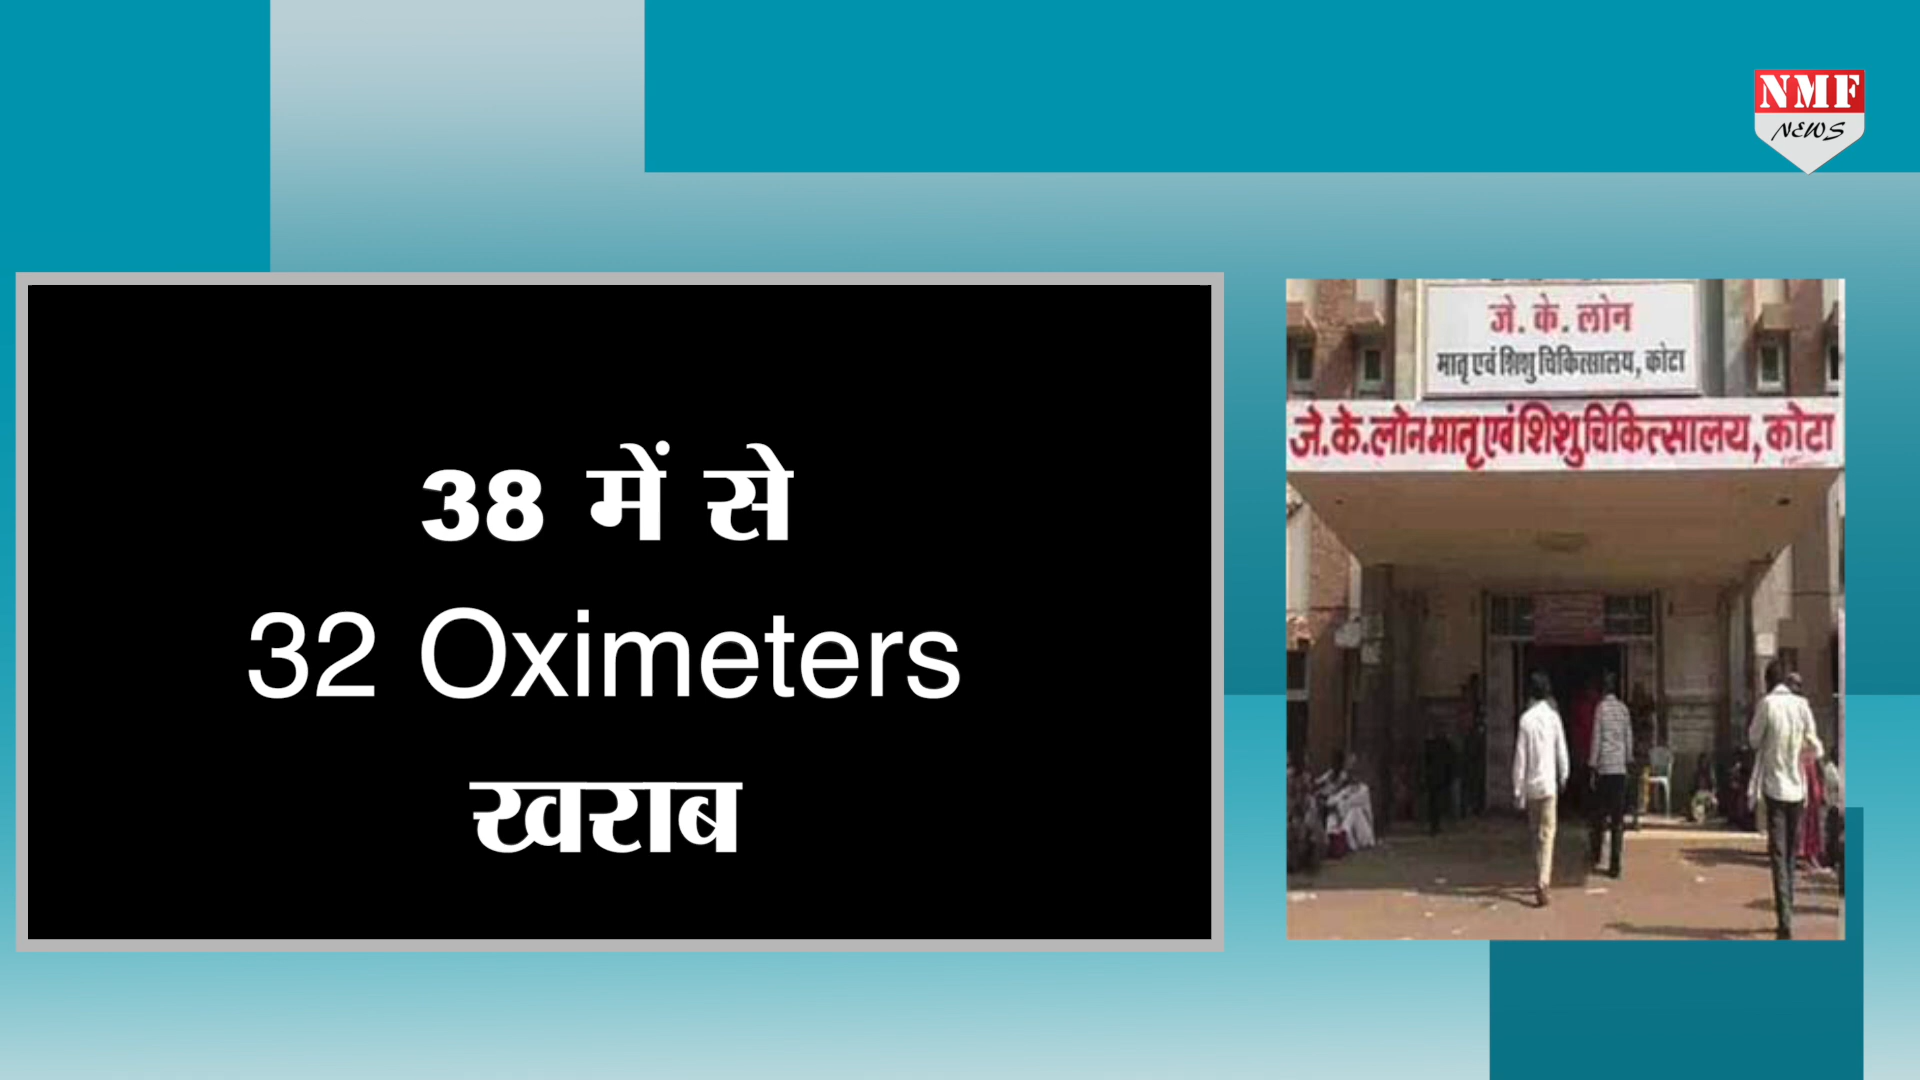 NMF
NEWS
38 में से
32 Oximeters
खराब
जे. के. लोन
मातृ एवं शिशु चिकित्सालय, कोटा
जे.के.लोन मातृ एवं शिशु चिकित्सालय, कोटा